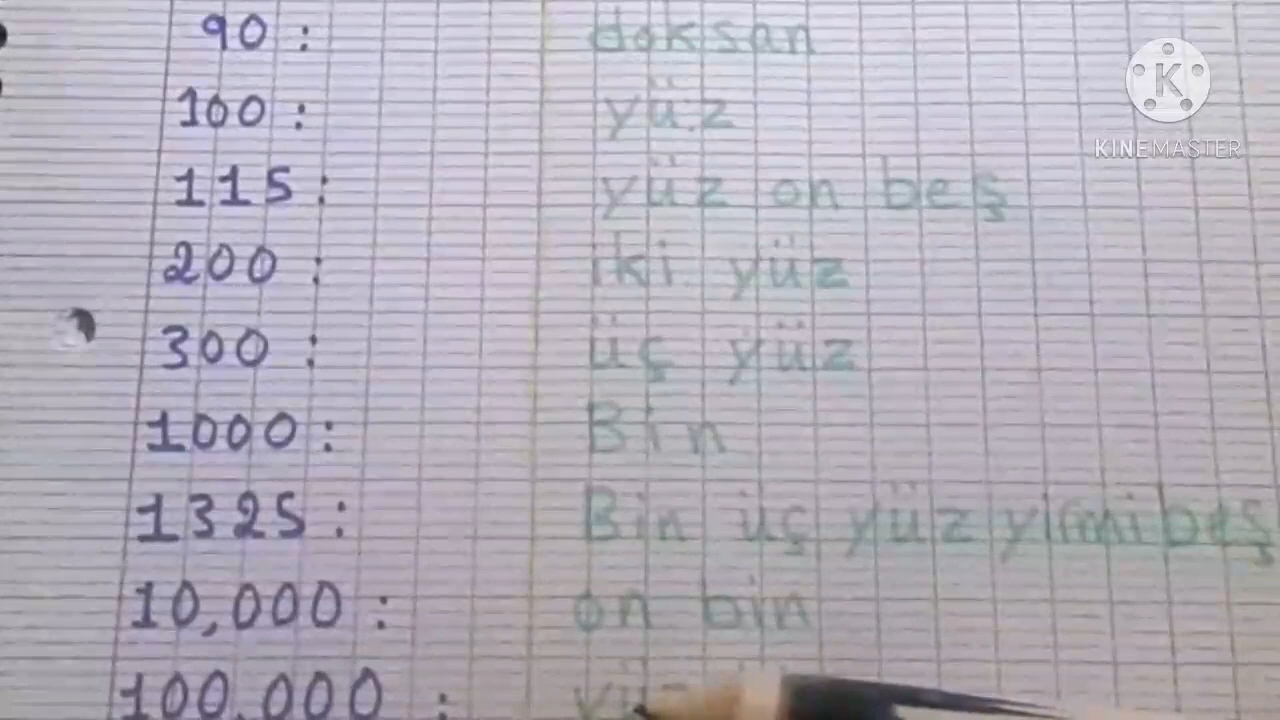 90 : doksan
100 : yüz
115 : yüz on beş
200 : iki yüz
300 : üç yüz
1000 : Bin
1325 : Bin üç yüz yirmi beş
10,000 : on bin
100.000 :
K
KINEMASTER